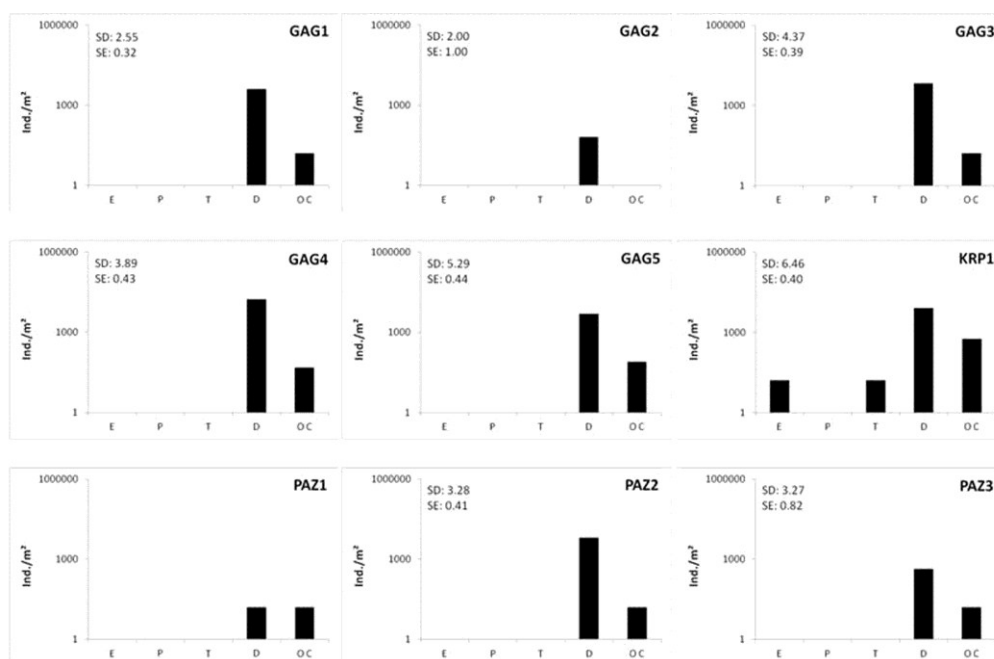 1000000
SD: 2.55
SE: 0.32
GAG1
Ind./m²
1000
1
E P T D OC
SD: 2.00
SE: 1.00
GAG2
1000000
Ind./m²
1000
1
E P T D OC
1000000
SD: 4.37
SE: 0.39
GAG3
Ind./m²
1000
1
E P T D OC
1000000
SD: 3.89
SE: 0.43
GAG4
Ind./m²
1000
1
E P T D OC
1000000
SD: 5.29
SE: 0.44
GAG5
Ind./m²
1000
1
E P T D OC
1000000
SD: 6.46
SE: 0.40
KRP1
Ind./m²
1000
1
E P T D OC
1000000
PAZ1
Ind./m²
1000
1
E P T D OC
1000000
SD: 3.28
SE: 0.41
PAZ2
Ind./m²
1000
1
E P T D OC
1000000
SD: 3.27
SE: 0.82
PAZ3
Ind./m²
1000
1
E P T D OC